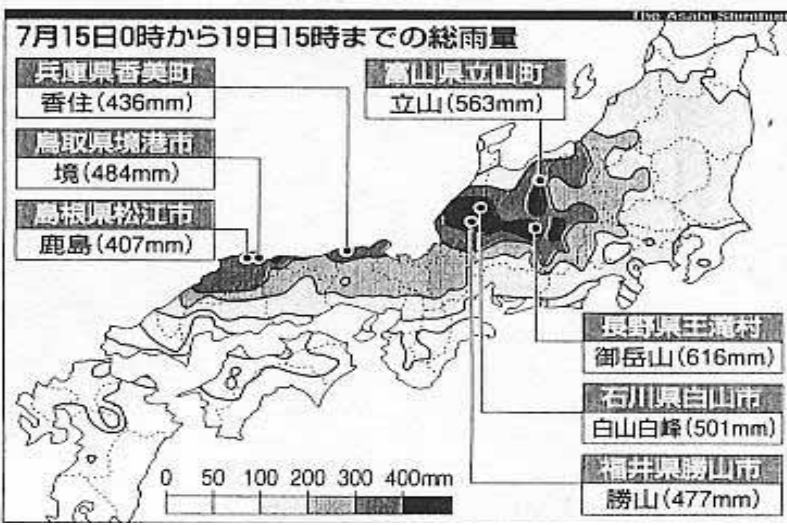 The Asahi Shimbun
7月15日0時から19日15時までの総雨量
兵庫県香美町
香住(436mm)
富山県立山町
立山(563mm)
鳥取県境港市
境(484mm)
島根県松江市
鹿島(407mm)
長野県王滝村
御岳山(616mm)
石川県白山市
白山白峰(501mm)
福井県勝山市
勝山(477mm)
0 50 100 200 300 400mm